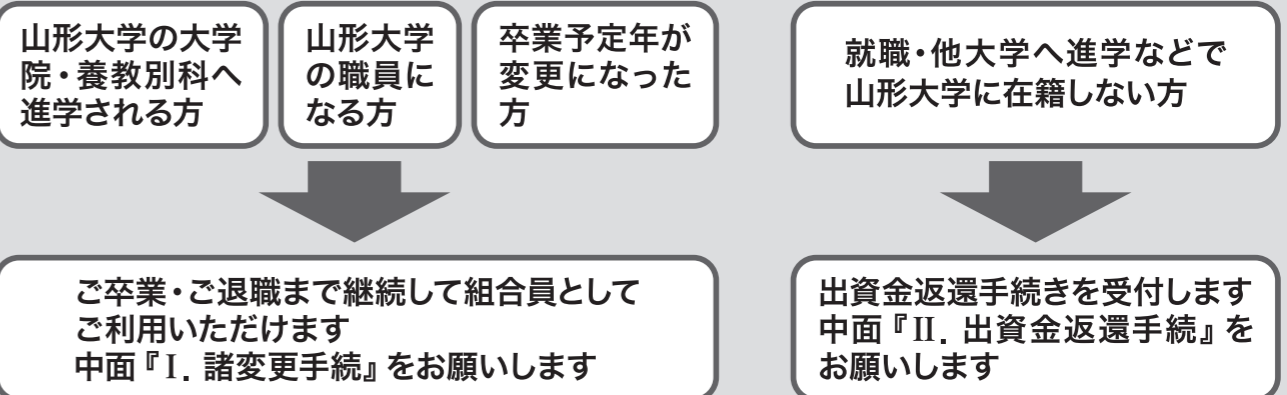 山形大学の大学
院・養教別科へ
進学される方
山形大学
の職員に
なる方
卒業予定年が
変更になった
方
就職・他大学へ進学などで
山形大学に在籍しない方
ご卒業・ご退職まで継続して組合員として
ご利用いただけます
中面『Ⅰ．諸変更手続』をお願いします
出資金返還手続きを受付します
中面『Ⅱ．出資金返還手続』を
お願いします